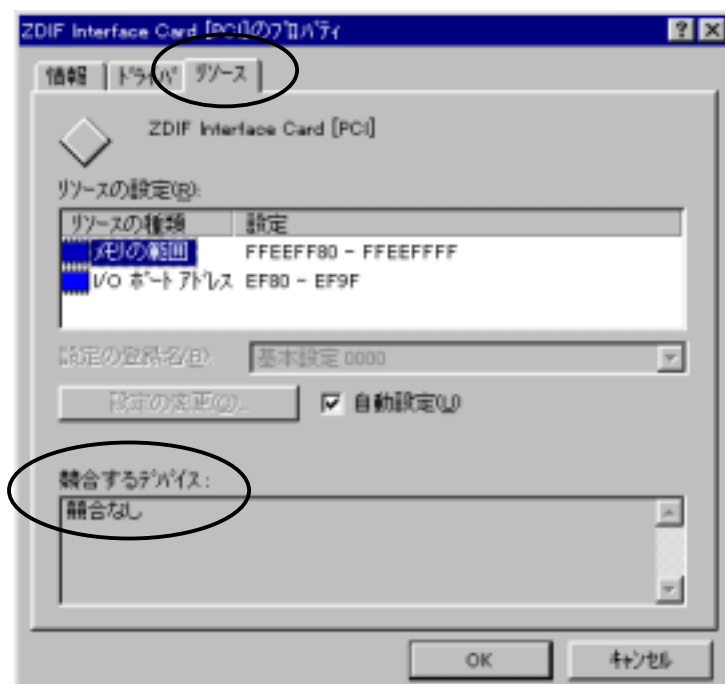 ZDIF Interface Card [PCI]のプロパティ
情報 ドライバ リソース
ZDIF Interface Card [PCI]
リソースの設定(R):
リソースの種類 設定
メモリの範囲 FFEEFF80 - FFEEFFFF
I/O ポート アドレス EF80 - EF9F
設定の登録名(B): 基本設定 0000
設定の変更(C)... 自動設定(U)
競合するデバイス:
競合なし
OK キャンセル